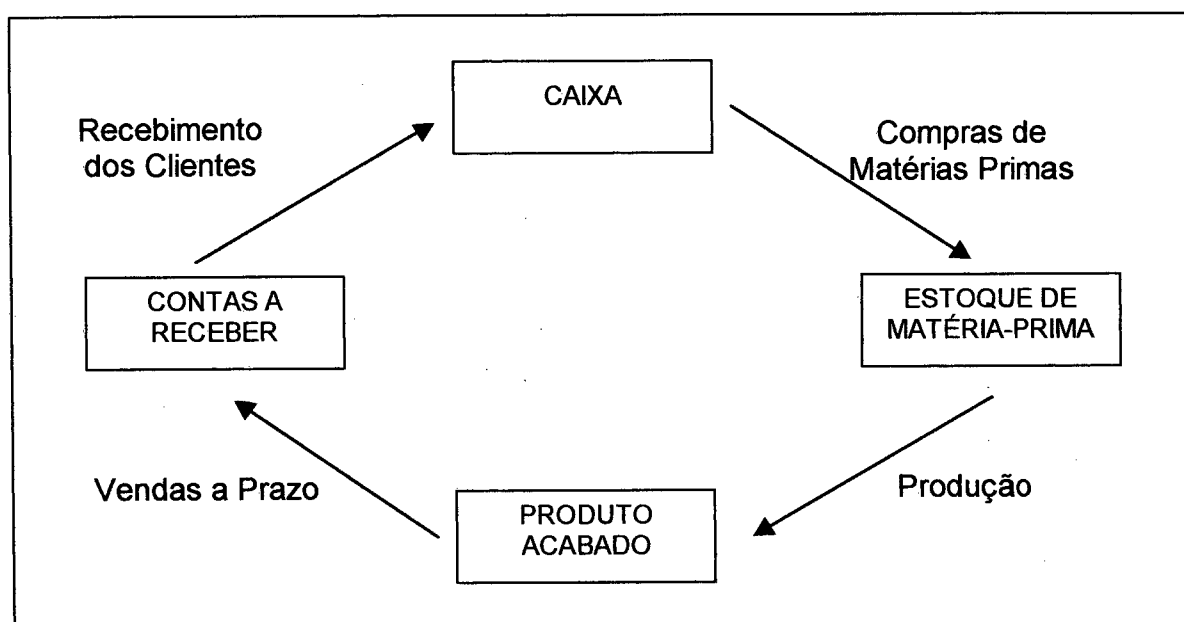 CAIXA
Recebimento
dos Clientes
Compras de
Matérias Primas
CONTAS A
RECEBER
ESTOQUE DE
MATÉRIA-PRIMA
Vendas a Prazo
Produção
PRODUTO
ACABADO